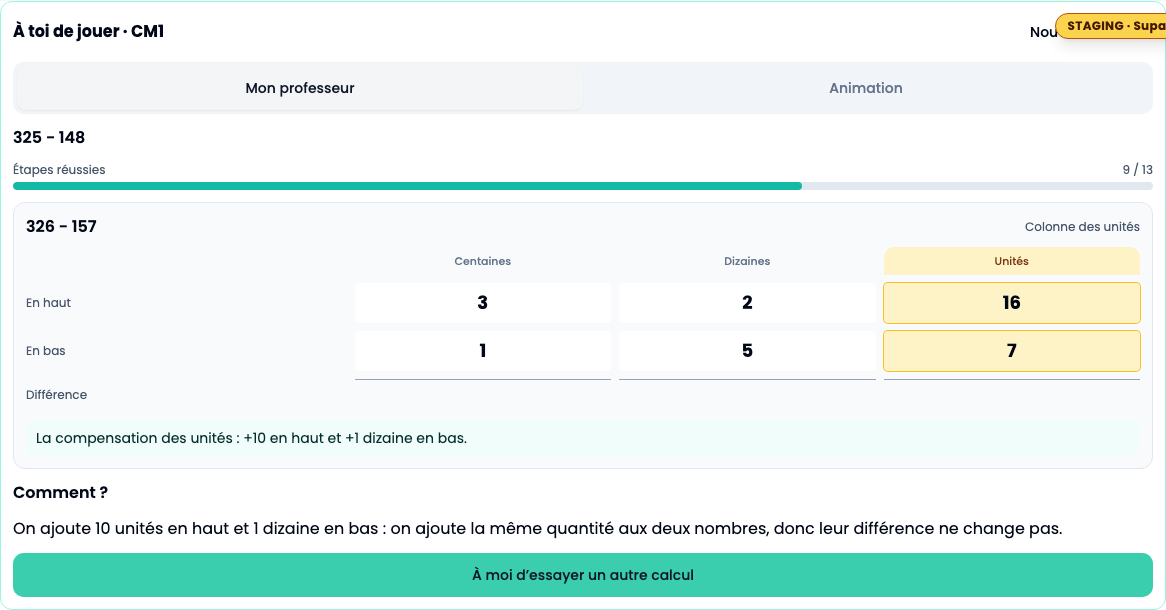 À toi de jouer · CM1
Nou
STAGING · Supa
Mon professeur
Animation
325 − 148
Étapes réussies
9 / 13
326 − 157
Colonne des unités
Centaines
Dizaines
Unités
En haut
3
2
16
En bas
1
5
7
Différence
La compensation des unités : +10 en haut et +1 dizaine en bas.
Comment ?
On ajoute 10 unités en haut et 1 dizaine en bas : on ajoute la même quantité aux deux nombres, donc leur différence ne change pas.
À moi d’essayer un autre calcul